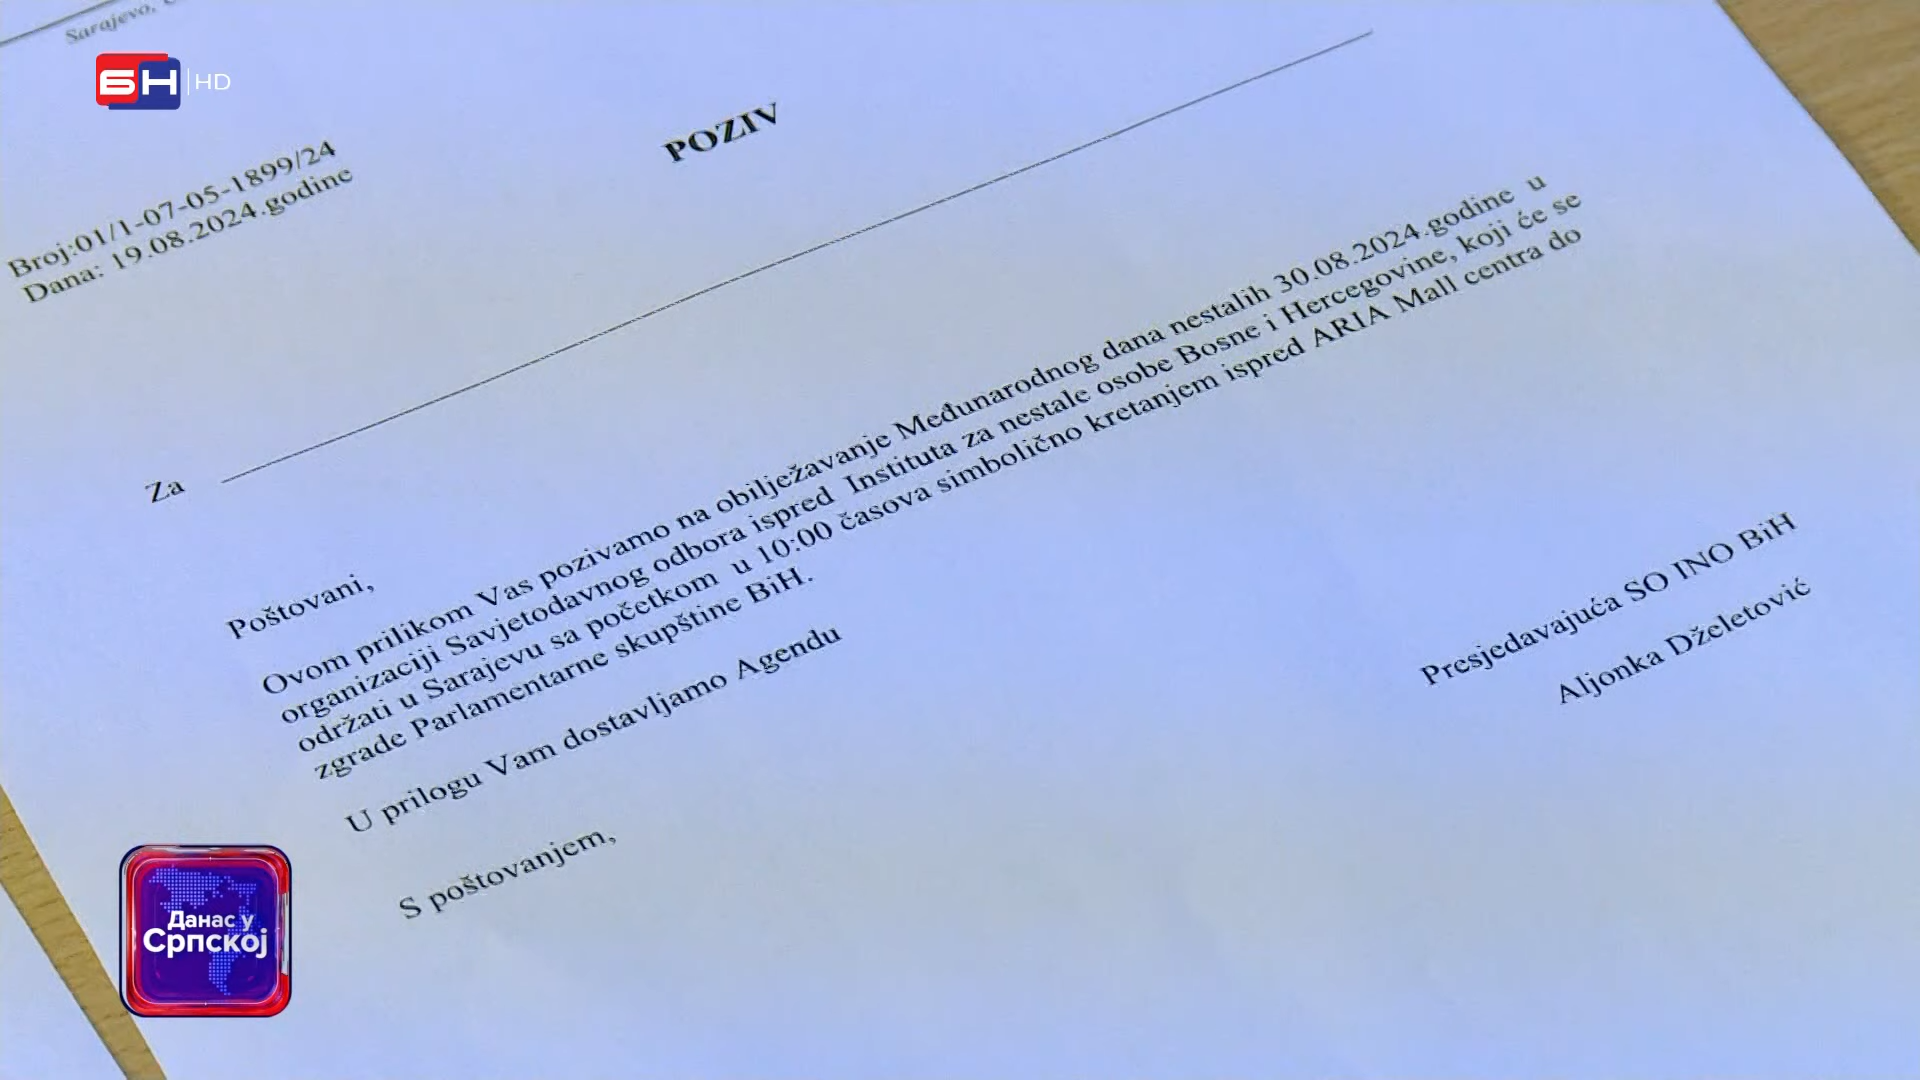 Sarajevo,
БН HD
POZIV
Broj:01/1-07-05-1899/24
Dana: 19.08.2024.godine
Za
Poštovani,
Ovom prilikom Vas pozivamo na obilježavanje Međunarodnog dana nestalih 30.08.2024.godine u
organizaciji Savjetodavnog odbora ispred Instituta za nestale osobe Bosne i Hercegovine, koji će se
održati u Sarajevu sa početkom u 10:00 časova simbolično kretanjem ispred ARIA Mall centra do
zgrade Parlamentarne skupštine BiH.
U prilogu Vam dostavljamo Agendu
S poštovanjem,
Presjedavajuća SO INO BiH
Aljonka Dželetović
Данас у
Српској